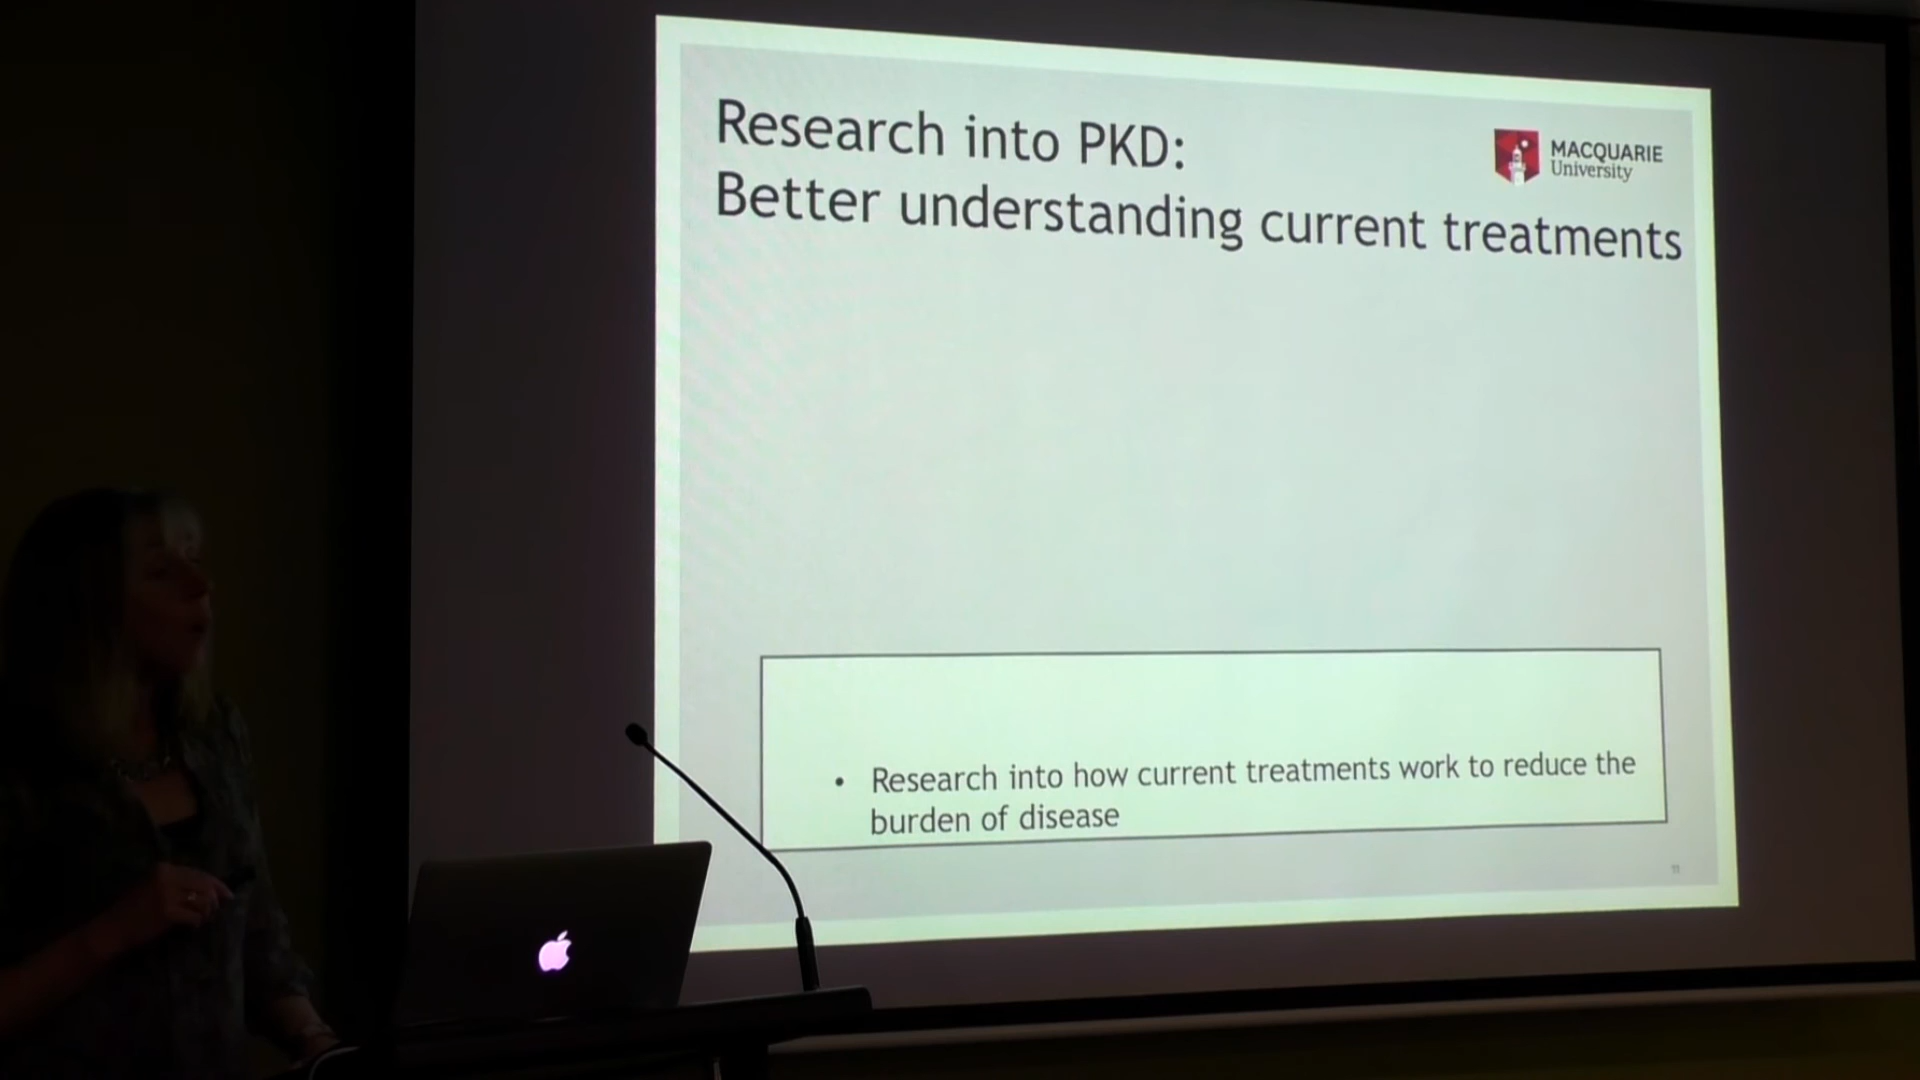 Research into PKD:
Better understanding current treatments
MACQUARIE
University
• Research into how current treatments work to reduce the
burden of disease